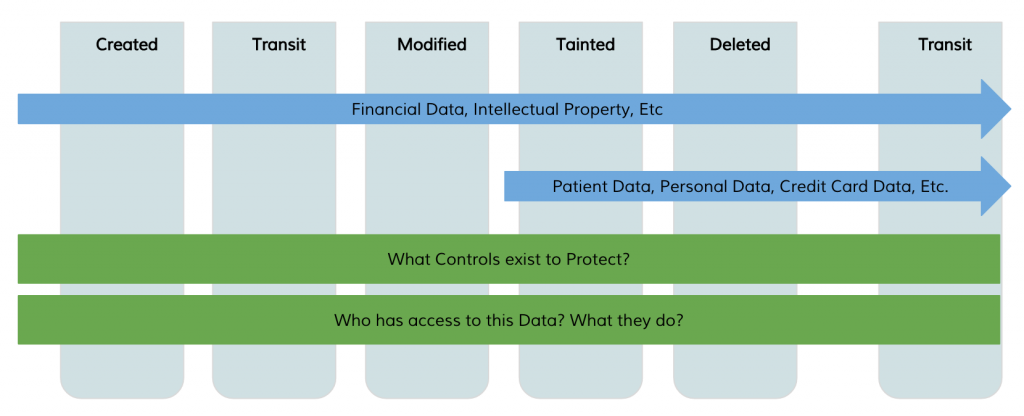 Created
Transit
Modified
Tainted
Deleted
Transit
Financial Data, Intellectual Property, Etc
Patient Data, Personal Data, Credit Card Data, Etc.
What Controls exist to Protect?
Who has access to this Data? What they do?